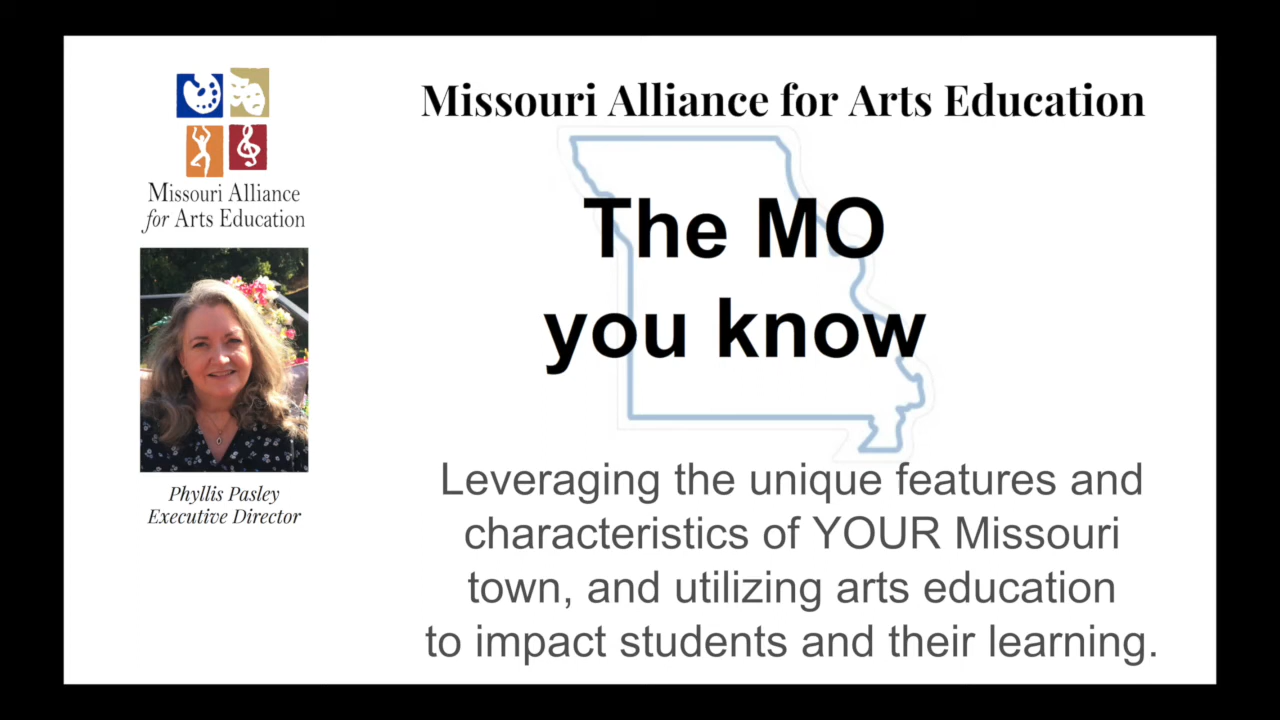 Missouri Alliance
for Arts Education
Phyllis Pasley
Executive Director
Missouri Alliance for Arts Education
The MO
you know
Leveraging the unique features and
characteristics of YOUR Missouri
town, and utilizing arts education
to impact students and their learning.